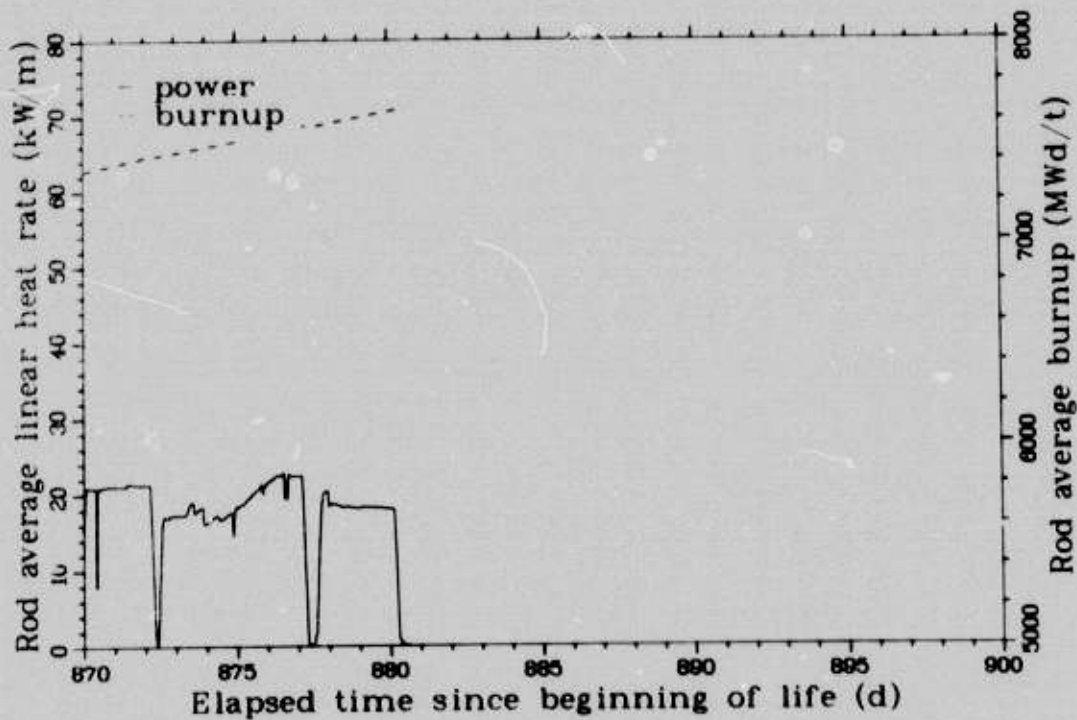 Rod average linear heat rate (kW/m)
80
70
60
50
40
30
20
10
0
power
burnup
8000
7000
6000
5000
Rod average burnup (MWd/t)
870 875 880 885 890 895 900
Elapsed time since beginning of life (d)